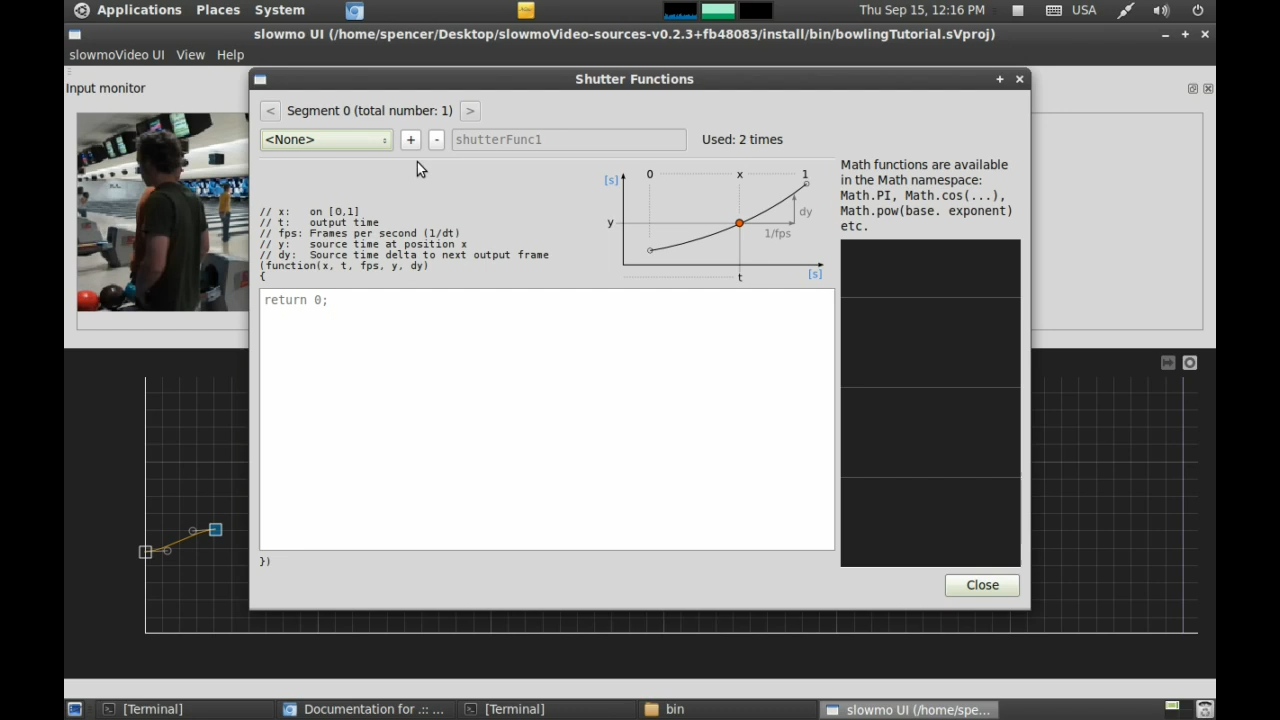 Applications Places System Thu Sep 15, 12:16 PM USA
slowmo UI (/home/spencer/Desktop/slowmoVideo-sources-v0.2.3+fb48083/install/bin/bowlingTutorial.sVproj)
slowmoVideo UI View Help
Shutter Functions
Input monitor
< Segment 0 (total number: 1) >
<None> + - shutterFunc1 Used: 2 times
Math functions are available
in the Math namespace:
Math.PI, Math.cos(...),
Math.pow(base. exponent)
etc.
[s] 0 x 1
y dy
1/fps
t [s]
// x: on [0,1]
// t: output time
// fps: Frames per second (1/dt)
// y: source time at position x
// dy: Source time delta to next output frame
(function(x, t, fps, y, dy)
{
return 0;
})
Close
[Terminal] Documentation for .:: ... [Terminal] bin slowmo UI (/home/spe...